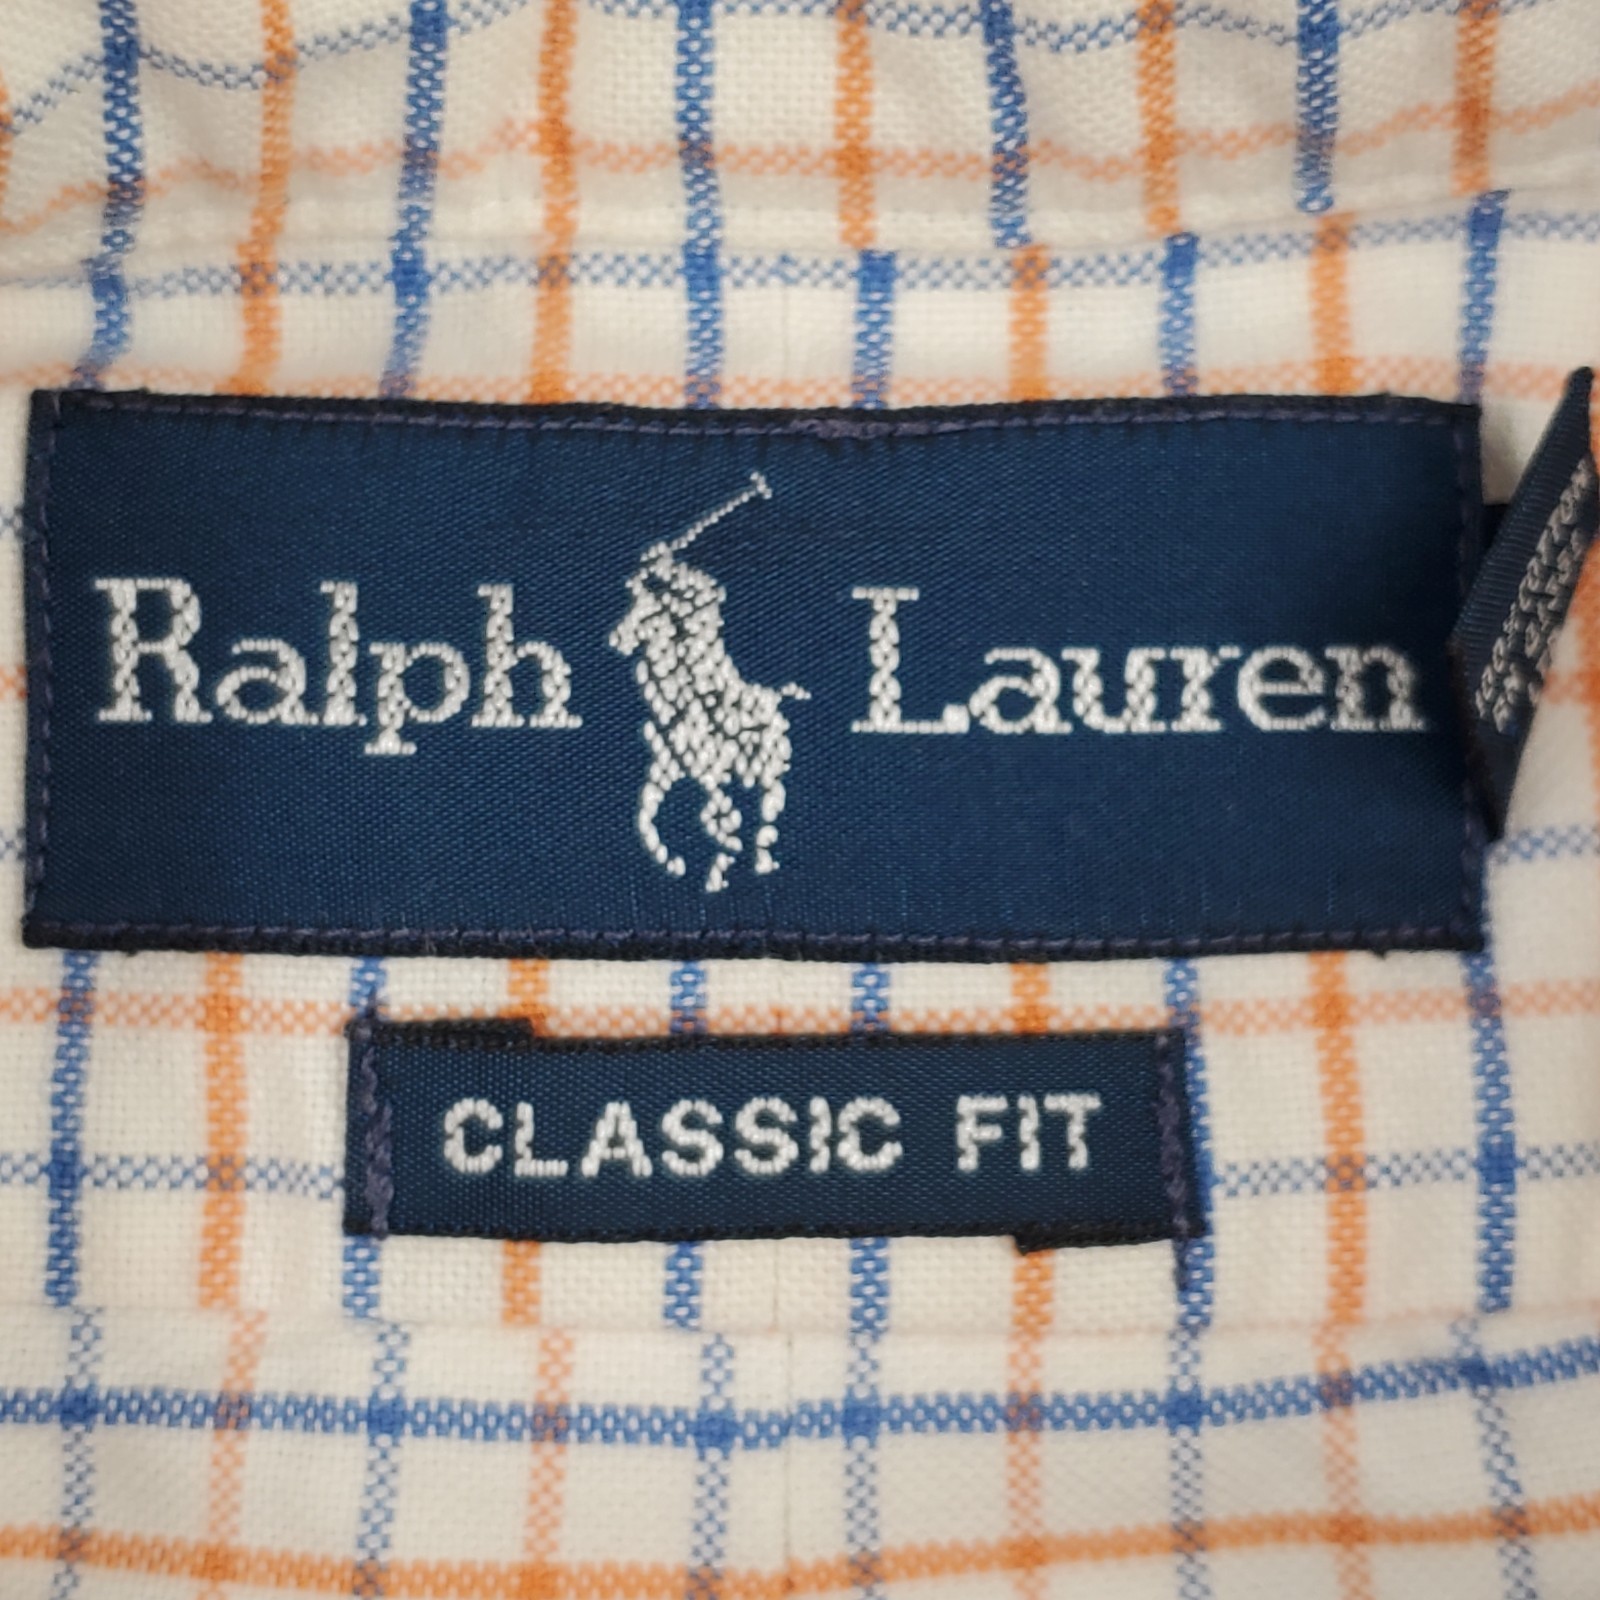 Ralph Lauren
CLASSIC FIT